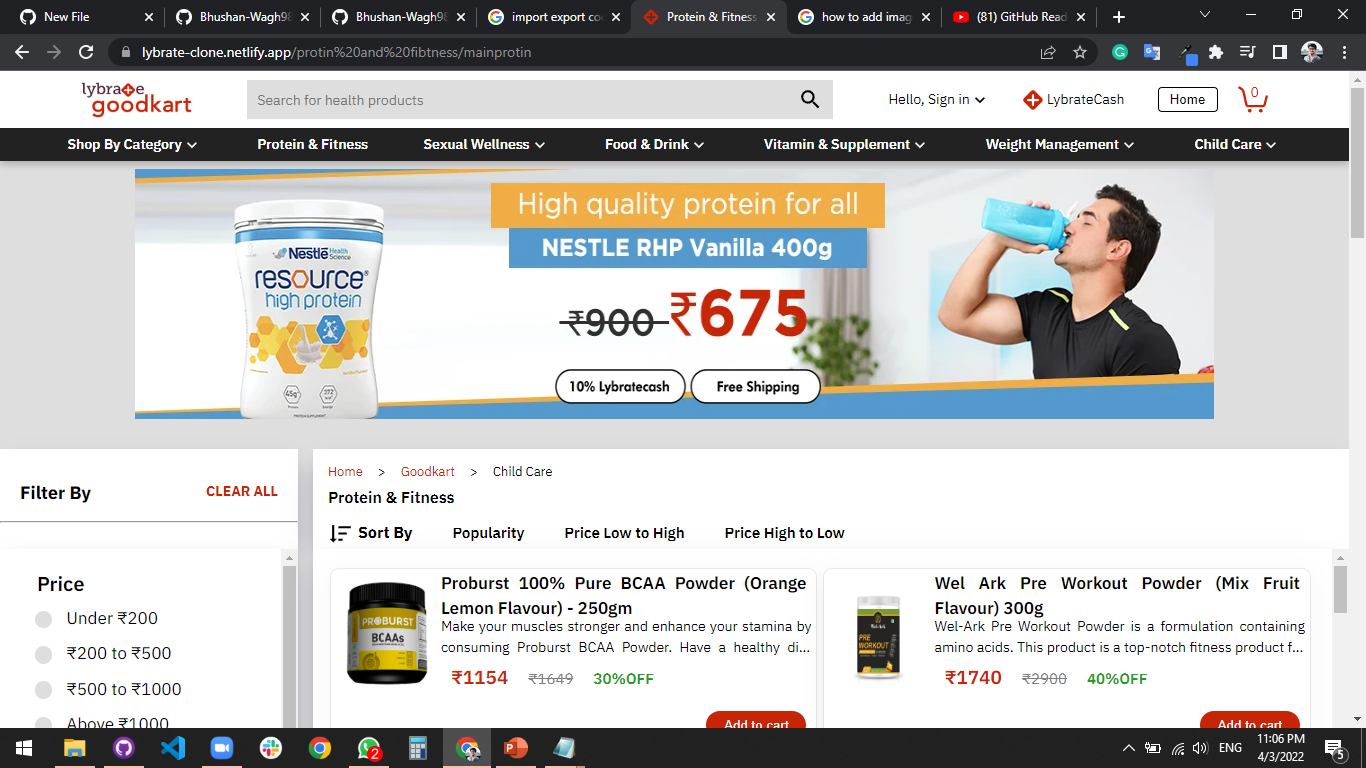 New File
Bhushan-Wagh98
Bhushan-Wagh98
import export co
Protein & Fitness
how to add imag
(81) GitHub Read
lybrate-clone.netlify.app/protin%20and%20fibtness/mainprotin
lybrate
goodkart
Search for health products
Hello, Sign in
LybrateCash
Home
0
Shop By Category
Protein & Fitness
Sexual Wellness
Food & Drink
Vitamin & Supplement
Weight Management
Child Care
High quality protein for all
NESTLE RHP Vanilla 400g
₹900 ₹675
10% Lybratecash
Free Shipping
Nestlé Health Science
resource®
high protein
Filter By
CLEAR ALL
Price
Under ₹200
₹200 to ₹500
₹500 to ₹1000
Above ₹1000
Home > Goodkart > Child Care
Protein & Fitness
Sort By
Popularity
Price Low to High
Price High to Low
PROBURST
BCAAs
Proburst 100% Pure BCAA Powder (Orange
Lemon Flavour) - 250gm
Make your muscles stronger and enhance your stamina by
consuming Proburst BCAA Powder. Have a healthy di...
₹1154 ₹1649 30%OFF
Add to cart
Wel-Ark
PRE
WORKOUT
Wel Ark Pre Workout Powder (Mix Fruit
Flavour) 300g
Wel-Ark Pre Workout Powder is a formulation containing
amino acids. This product is a top-notch fitness product f...
₹1740 ₹2900 40%OFF
Add to cart
2
ENG
11:06 PM
4/3/2022
5